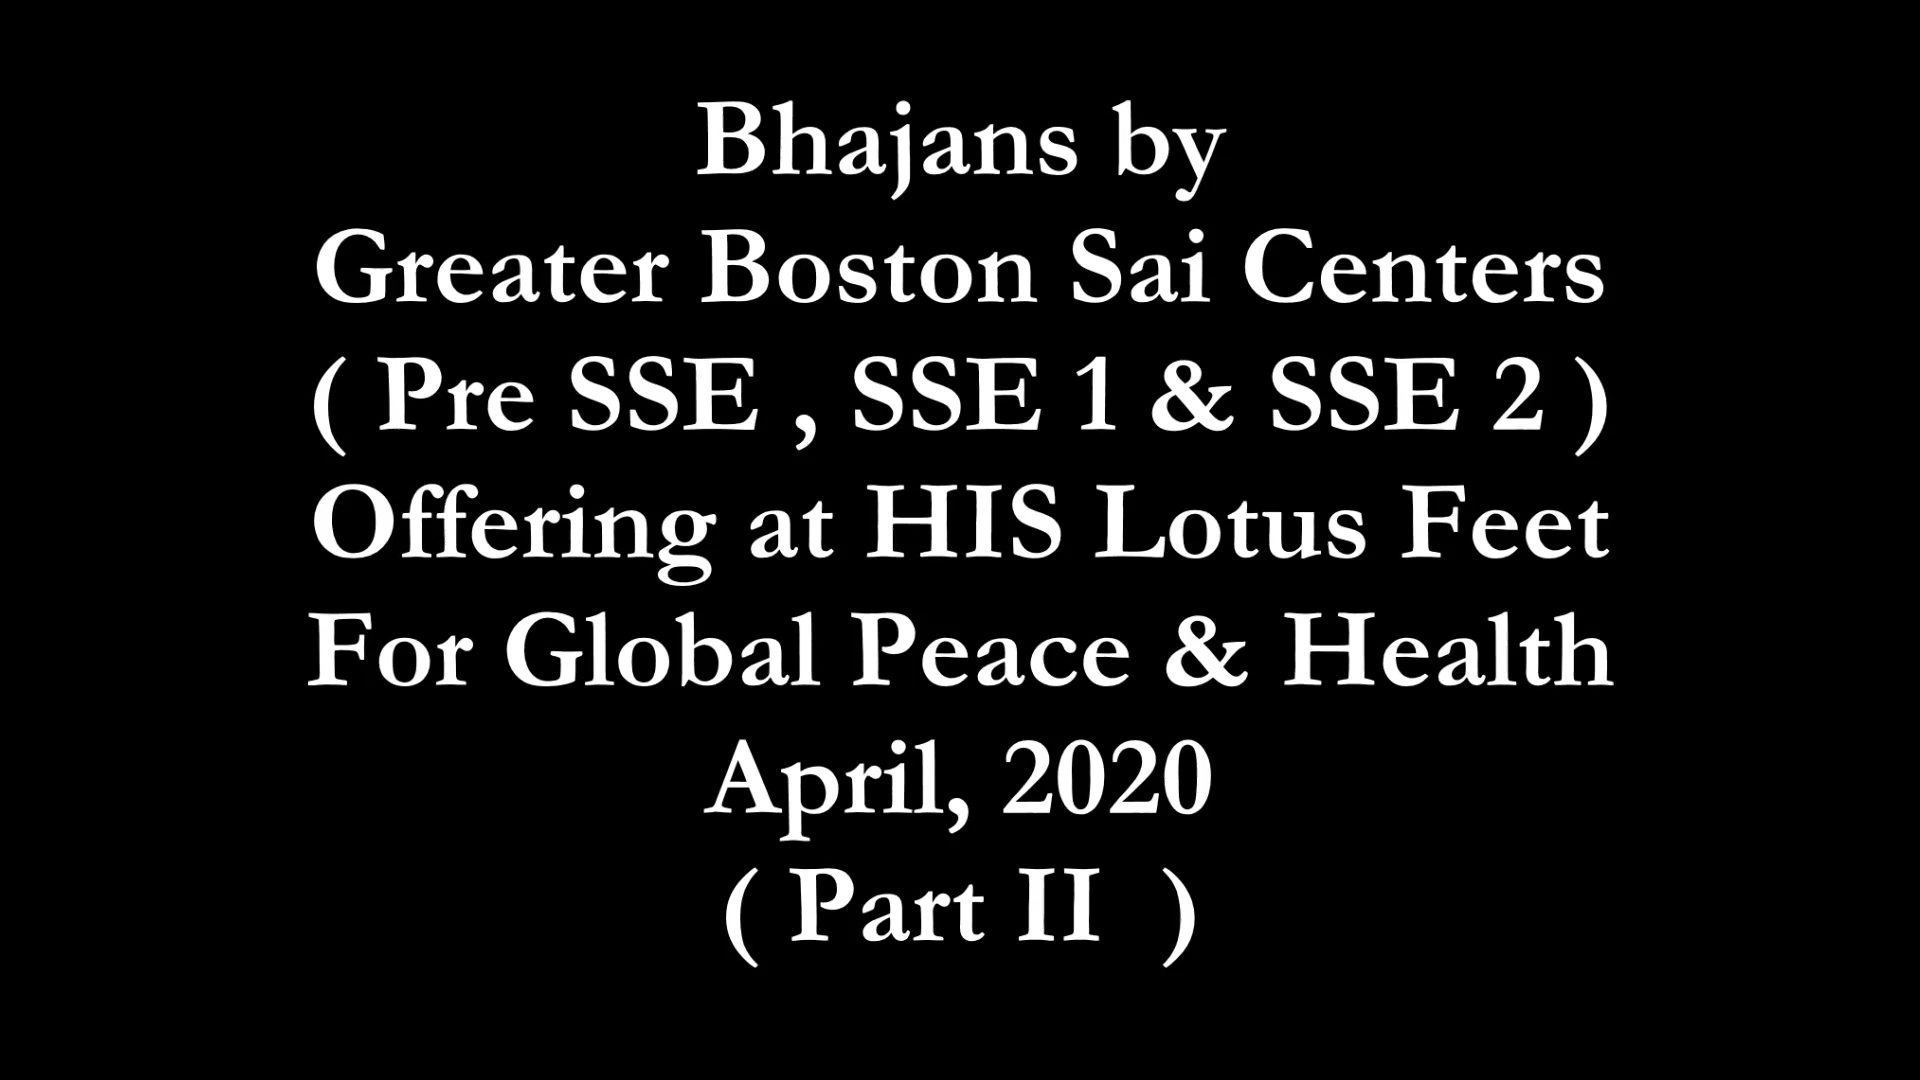 Bhajans by
Greater Boston Sai Centers
( Pre SSE , SSE 1 & SSE 2 )
Offering at HIS Lotus Feet
For Global Peace & Health
April, 2020
( Part II  )